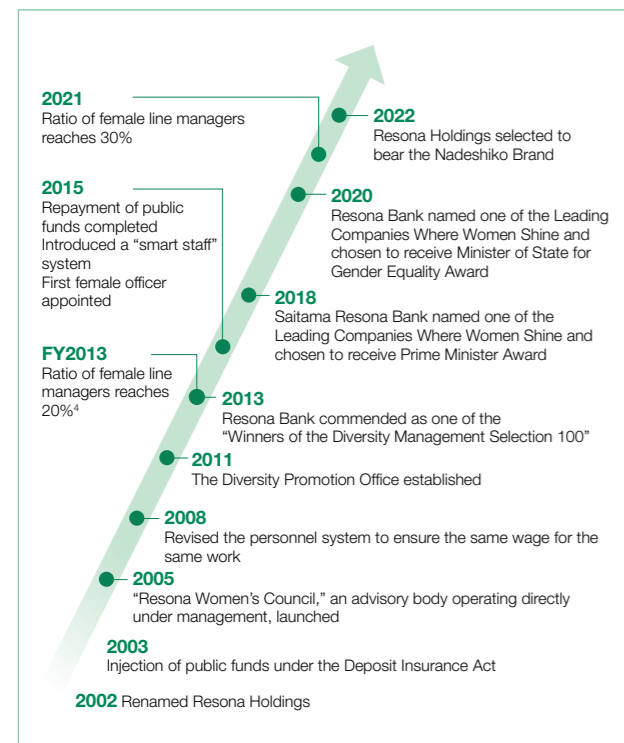 2021
Ratio of female line managers
reaches 30%
2022
Resona Holdings selected to
bear the Nadeshiko Brand
2015
Repayment of public
funds completed
Introduced a “smart staff”
system
First female officer
appointed
2020
Resona Bank named one of the Leading
Companies Where Women Shine and
chosen to receive Minister of State for
Gender Equality Award
2018
Saitama Resona Bank named one of the
Leading Companies Where Women Shine and
chosen to receive Prime Minister Award
FY2013
Ratio of female line
managers reaches
20%4
2013
Resona Bank commended as one of the
“Winners of the Diversity Management Selection 100”
2011
The Diversity Promotion Office established
2008
Revised the personnel system to ensure the same wage for the
same work
2005
“Resona Women’s Council,” an advisory body operating directly
under management, launched
2003
Injection of public funds under the Deposit Insurance Act
2002 Renamed Resona Holdings